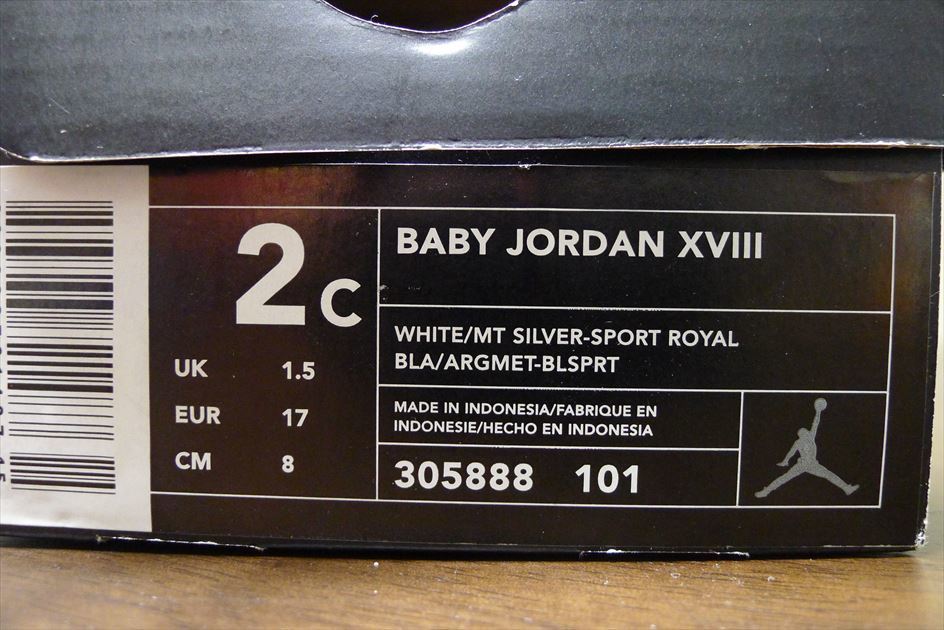 2C
UK 1.5
EUR 17
CM 8
BABY JORDAN XVIII
WHITE/MT SILVER-SPORT ROYAL
BLA/ARGMET-BLSPRT
MADE IN INDONESIA/FABRIQUE EN
INDONESIE/HECHO EN INDONESIA
305888 101